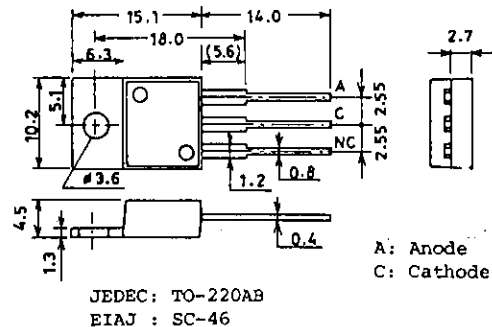 15.1
14.0
18.0
(5.6)
6.3
2.7
A
C
NC
2.55
2.55
10.2
5.1
ø3.6
1.2
0.8
4.5
1.3
0.4
A: Anode
C: Cathode
JEDEC: TO-220AB
EIAJ : SC-46